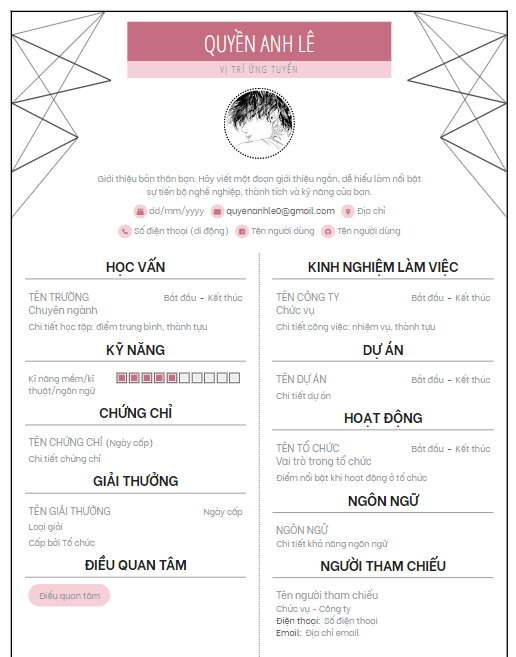 QUYỀN ANH LÊ
VỊ TRÍ ỨNG TUYỂN
Giới thiệu bản thân bạn. Hãy viết một đoạn giới thiệu ngắn, dễ hiểu làm nổi bật
sự tiến bộ nghề nghiệp, thành tích và kỹ năng của bạn.
dd/mm/yyyy quyenanhle0@gmail.com Địa chỉ
Số điện thoại (di động) Tên người dùng Tên người dùng
HỌC VẤN
TÊN TRƯỜNG Bắt đầu - Kết thúc
Chuyên ngành
Chi tiết học tập: điểm trung bình, thành tựu
KỸ NĂNG
Kĩ năng mềm/kĩ
thuật/ngôn ngữ
CHỨNG CHỈ
TÊN CHỨNG CHỈ (Ngày cấp)
Chi tiết chứng chỉ
GIẢI THƯỞNG
TÊN GIẢI THƯỞNG Ngày cấp
Loại giải
Cấp bởi Tổ chức
ĐIỀU QUAN TÂM
Điều quan tâm
KINH NGHIỆM LÀM VIỆC
TÊN CÔNG TY Bắt đầu - Kết thúc
Chức vụ
Chi tiết công việc: nhiệm vụ, thành tựu
DỰ ÁN
TÊN DỰ ÁN Bắt đầu - Kết thúc
Chi tiết dự án
HOẠT ĐỘNG
TÊN TỔ CHỨC Bắt đầu - Kết thúc
Vai trò trong tổ chức
Điểm nổi bật khi hoạt động ở tổ chức
NGÔN NGỮ
NGÔN NGỮ
Chi tiết khả năng ngôn ngữ
NGƯỜI THAM CHIẾU
Tên người tham chiếu
Chức vụ - Công ty
Điện thoại: Số điện thoại
Email: Địa chỉ email